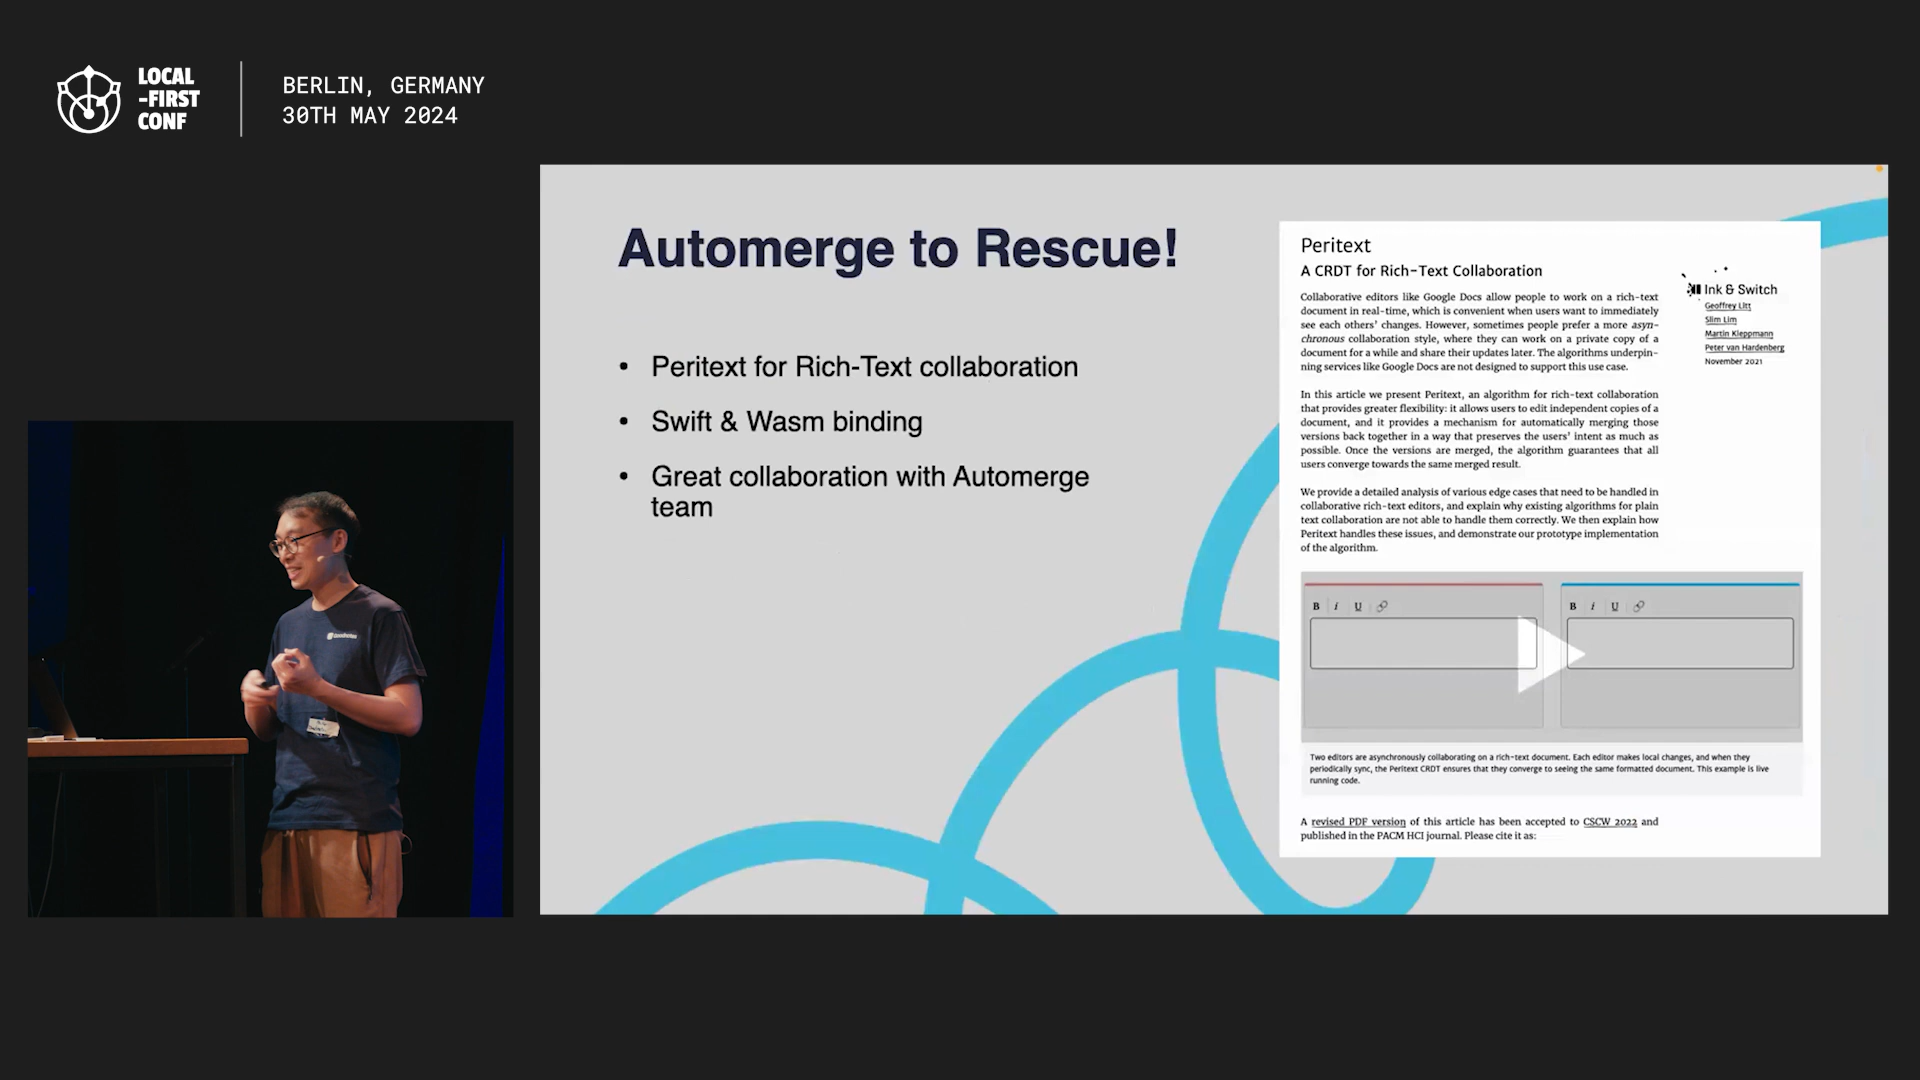 LOCAL
-FIRST
CONF
BERLIN, GERMANY
30TH MAY 2024
Automerge to Rescue!
• Peritext for Rich-Text collaboration
• Swift & Wasm binding
• Great collaboration with Automerge
team
Peritext
A CRDT for Rich-Text Collaboration
Collaborative editors like Google Docs allow people to work on a rich-text
document in real-time, which is convenient when users want to immediately
see each others' changes. However, sometimes people prefer a more asyn-
chronous collaboration style, where they can work on a private copy of a
document for a while and share their updates later. The algorithms underpin-
ning services like Google Docs are not designed to support this use case.
In this article we present Peritext, an algorithm for rich-text collaboration
that provides greater flexibility: it allows users to edit independent copies of a
document, and it provides a mechanism for automatically merging those
versions back together in a way that preserves the users' intent as much as
possible. Once the versions are merged, the algorithm guarantees that all
users converge towards the same merged result.
We provide a detailed analysis of various edge cases that need to be handled in
collaborative rich-text editors, and explain why existing algorithms for plain
text collaboration are not able to handle them correctly. We then explain how
Peritext handles these issues, and demonstrate our prototype implementation
of the algorithm.
Ink & Switch
Geoffrey Litt
Slim Lim
Martin Kleppmann
Peter van Hardenberg
November 2021
B i U
B i U
Two editors are asynchronously collaborating on a rich-text document. Each editor makes local changes, and when they
periodically sync, the Peritext CRDT ensures that they converge to seeing the same formatted document. This example is live
running code.
A revised PDF version of this article has been accepted to CSCW 2022 and
published in the PACM HCI journal. Please cite it as: